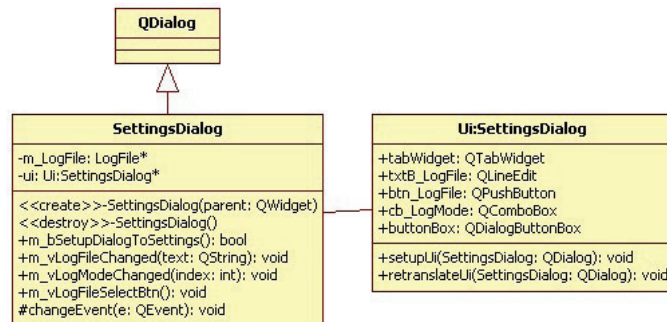 QDialog
SettingsDialog
-m_LogFile: LogFile*
-ui: Ui:SettingsDialog*
<<create>>-SettingsDialog(parent: QWidget)
<<destroy>>-SettingsDialog()
+m_bSetupDialogToSettings(): bool
+m_vLogFileChanged(text: QString): void
+m_vLogModeChanged(index: int): void
+m_vLogFileSelectBtn(): void
#changeEvent(e: QEvent): void
Ui:SettingsDialog
+tabWidget: QTabWidget
+txtB_LogFile: QLineEdit
+btn_LogFile: QPushButton
+cb_LogMode: QComboBox
+buttonBox: QDialogButtonBox
+setupUi(SettingsDialog: QDialog): void
+retranslateUi(SettingsDialog: QDialog): void